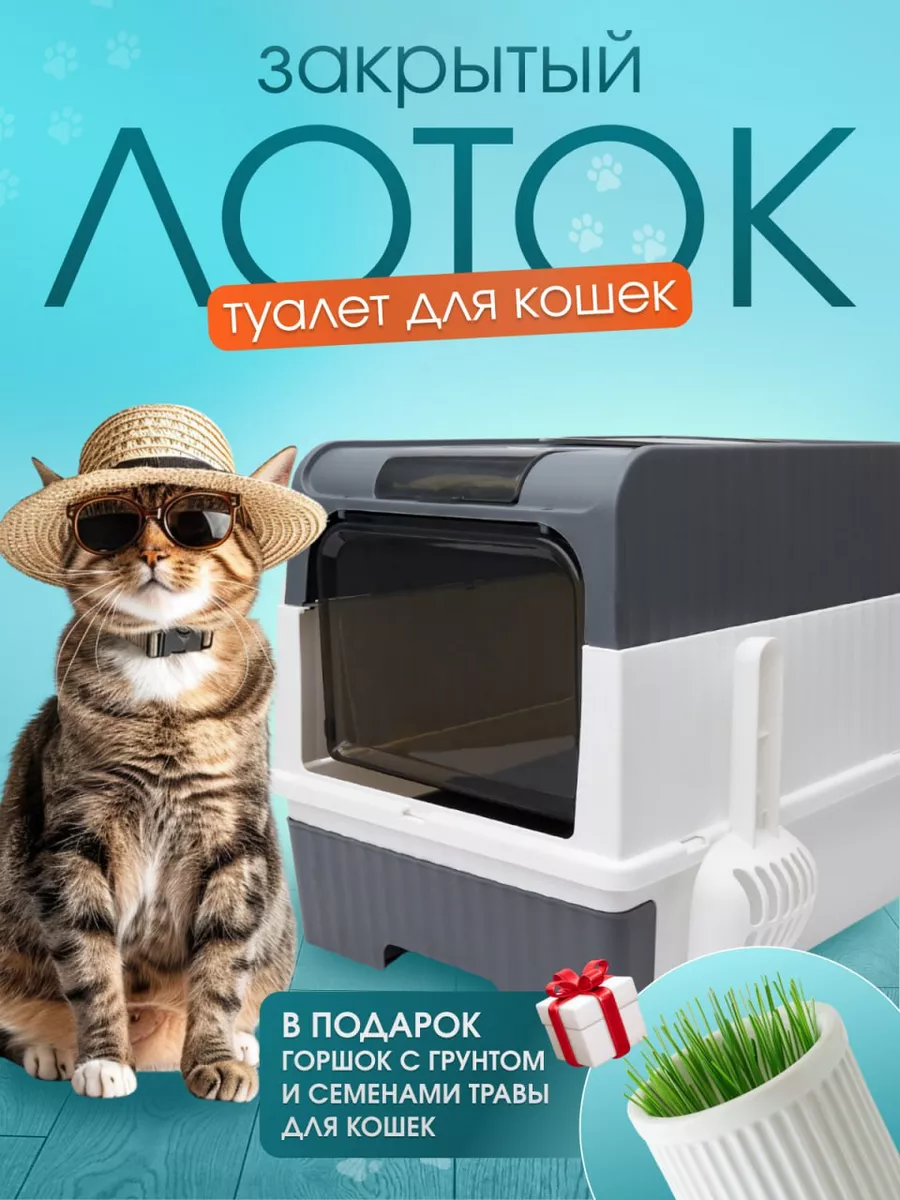 закрытый
ЛОТОК
туалет для кошек
В ПОДАРОК
ГОРШОК С ГРУНТОМ
И СЕМЕНАМИ ТРАВЫ
ДЛЯ КОШЕК